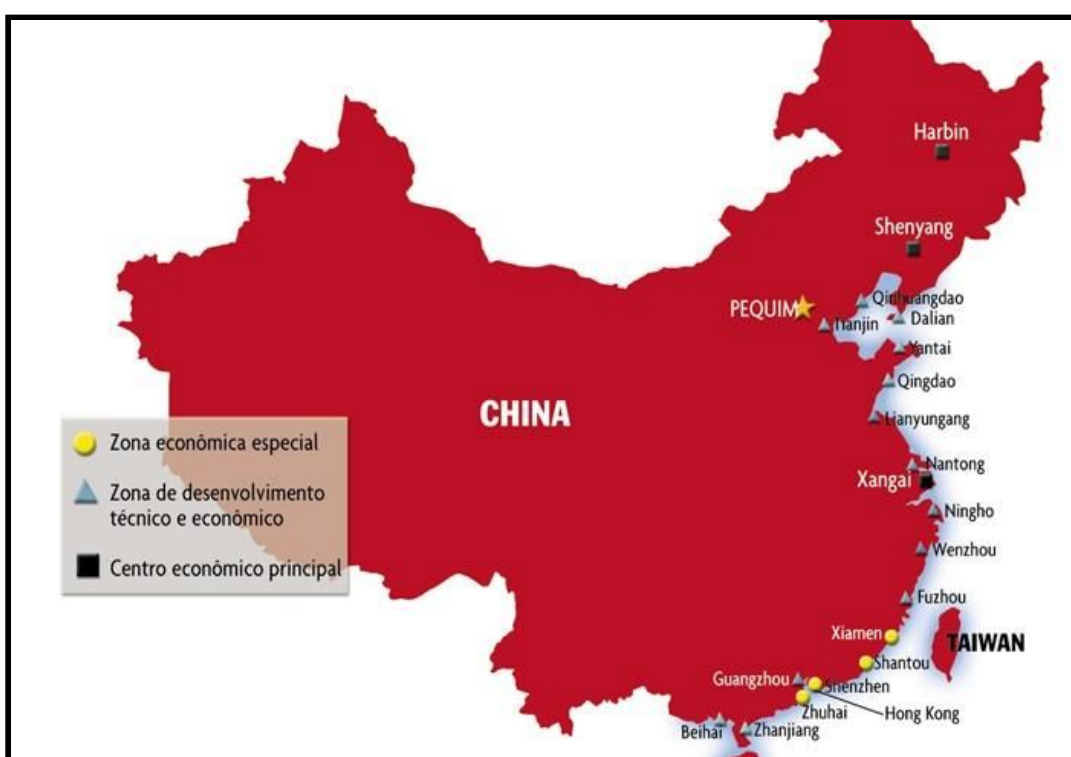 Harbin
Shenyang
Qinhuangdao
PEQUIM
Tianjin
Dalian
Yantai
Qingdao
CHINA
Lianyungang
Zona econômica especial
Zona de desenvolvimento
técnico e econômico
Centro econômico principal
Nantong
Xangai
Ningho
Wenzhou
Fuzhou
Xiamen
TAIWAN
Shantou
Guangzhou
Shenzhen
Zhuhai
Hong Kong
Beihai
Zhanjiang